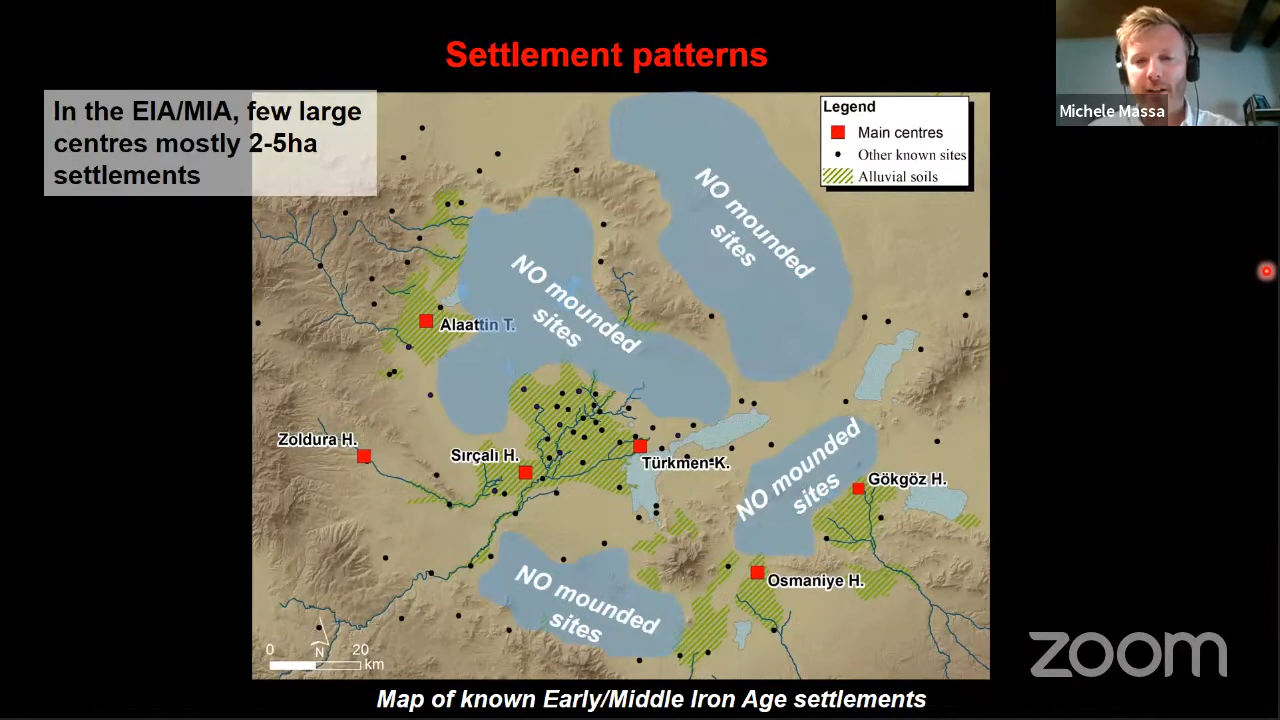 Settlement patterns
Michele Massa
In the EIA/MIA, few large
centres mostly 2-5ha
settlements
Legend
Main centres
Other known sites
Alluvial soils
NO mounded
sites
NO mounded
sites
Alaattin T.
Zoldura H.
Sırçalı H.
Türkmen-K.
NO mounded
sites
Gökgöz H.
Osmaniye H.
NO mounded
sites
0 N 20
km
zoom
Map of known Early/Middle Iron Age settlements